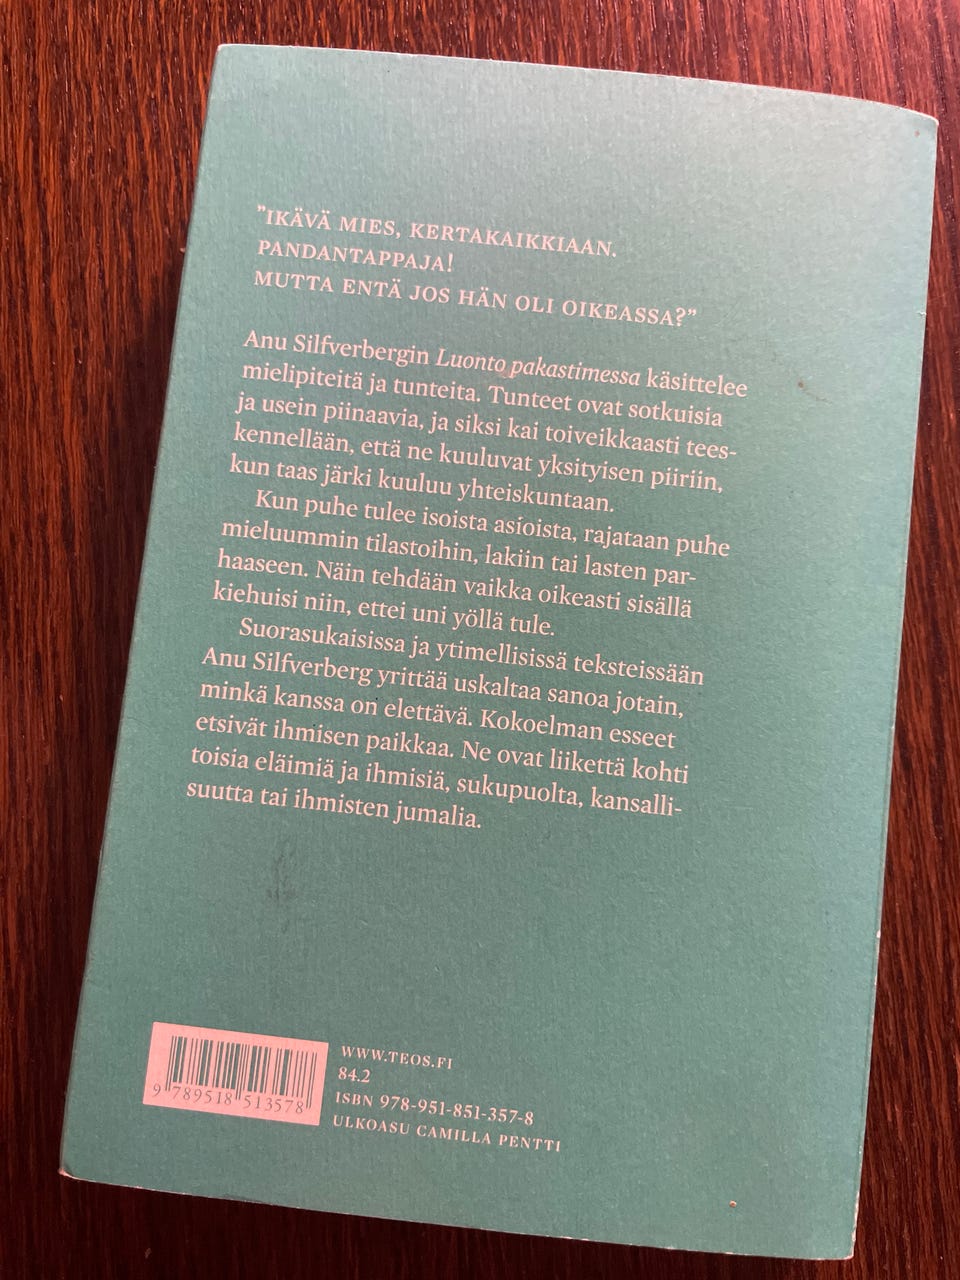 ”IKÄVÄ MIES, KERTAKAIKKIAAN.
PANDANTAPPAJA!
MUTTA ENTÄ JOS HÄN OLI OIKEASSA?”
Anu Silfverbergin Luonto pakastimessa käsittelee
mielipiteitä ja tunteita. Tunteet ovat sotkuisia
ja usein piinaavia, ja siksi kai toiveikkaasti tees-
kennellään, että ne kuuluvat yksityisen piiriin,
kun taas järki kuuluu yhteiskuntaan.
Kun puhe tulee isoista asioista, rajataan puhe
mieluummin tilastoihin, lakiin tai lasten par-
haaseen. Näin tehdään vaikka oikeasti sisällä
kiehuisi niin, ettei uni yöllä tule.
Suorasukaisissa ja ytimellisissä teksteissään
Anu Silfverberg yrittää uskaltaa sanoa jotain,
minkä kanssa on elettävä. Kokoelman esseet
etsivät ihmisen paikkaa. Ne ovat liikettä kohti
toisia eläimiä ja ihmisiä, sukupuolta, kansalli-
suutta tai ihmisten jumalia.
9 789518 513578
WWW.TEOS.FI
84.2
ISBN 978-951-851-357-8
ULKOASU CAMILLA PENTTI